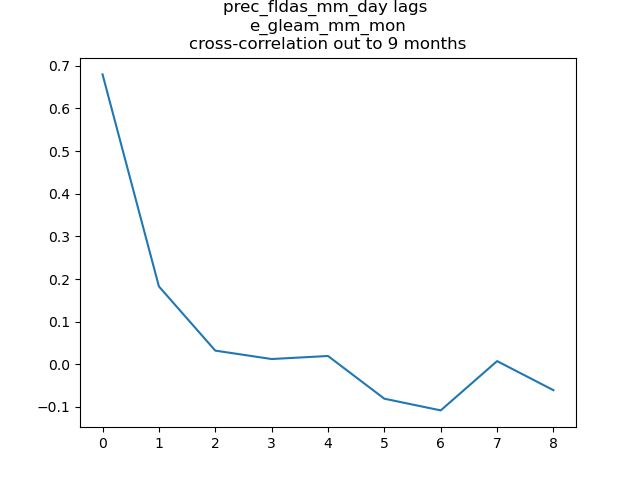 prec_fldas_mm_day lags
e_gleam_mm_mon
cross-correlation out to 9 months
0.7
0.6
0.5
0.4
0.3
0.2
0.1
0.0
−0.1
0 1 2 3 4 5 6 7 8